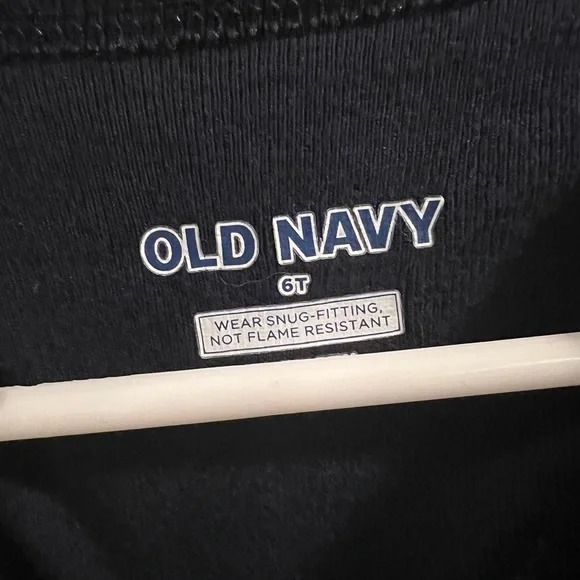 OLD NAVY
6T
WEAR SNUG-FITTING,
NOT FLAME RESISTANT